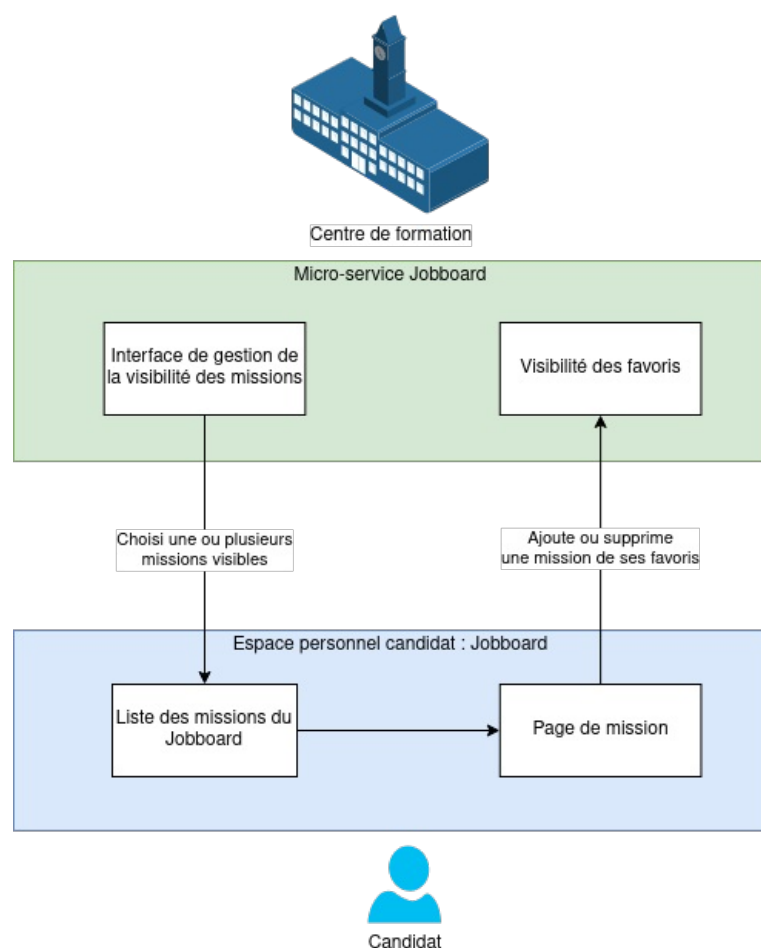 Centre de formation
Micro-service Jobboard
Interface de gestion de
la visibilité des missions
Visibilité des favoris
Choisi une ou plusieurs
missions visibles
Ajoute ou supprime
une mission de ses favoris
Espace personnel candidat : Jobboard
Liste des missions du
Jobboard
Page de mission
Candidat